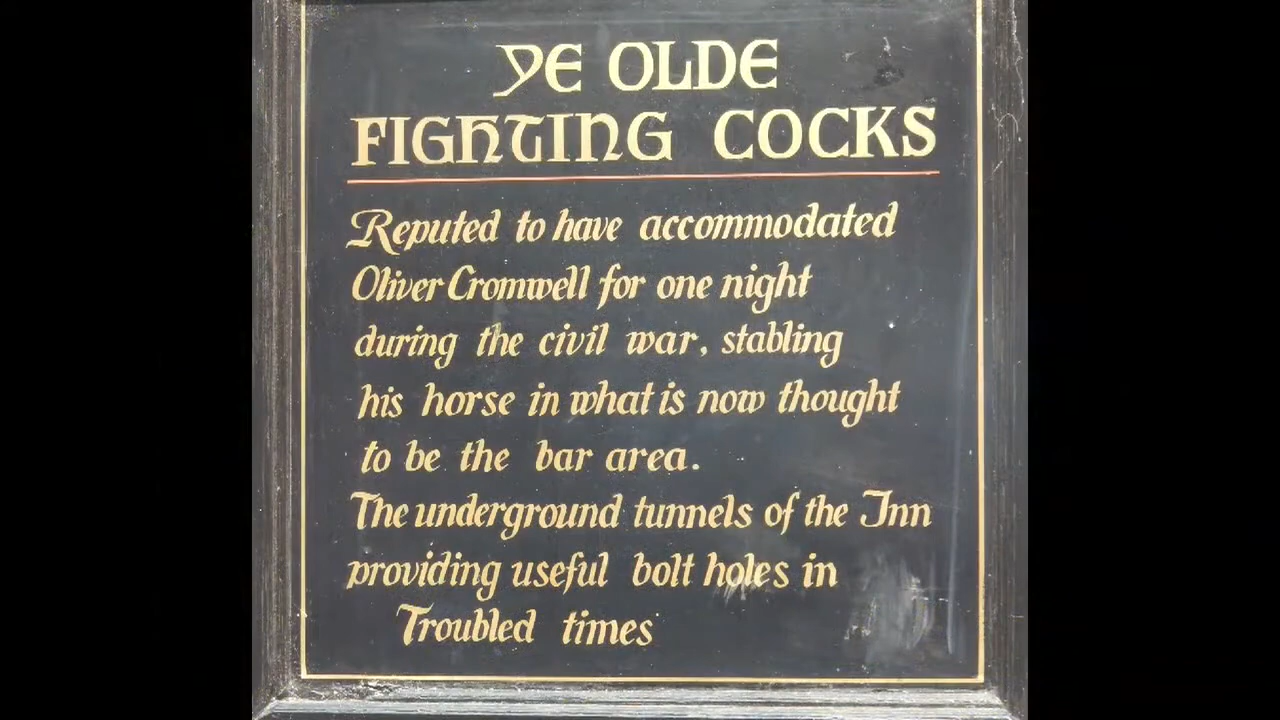 YE OLDE
FIGHTING COCKS
Reputed to have accommodated
Oliver Cromwell for one night
during the civil war, stabling
his horse in what is now thought
to be the bar area.
The underground tunnels of the Inn
providing useful bolt holes in
Troubled times